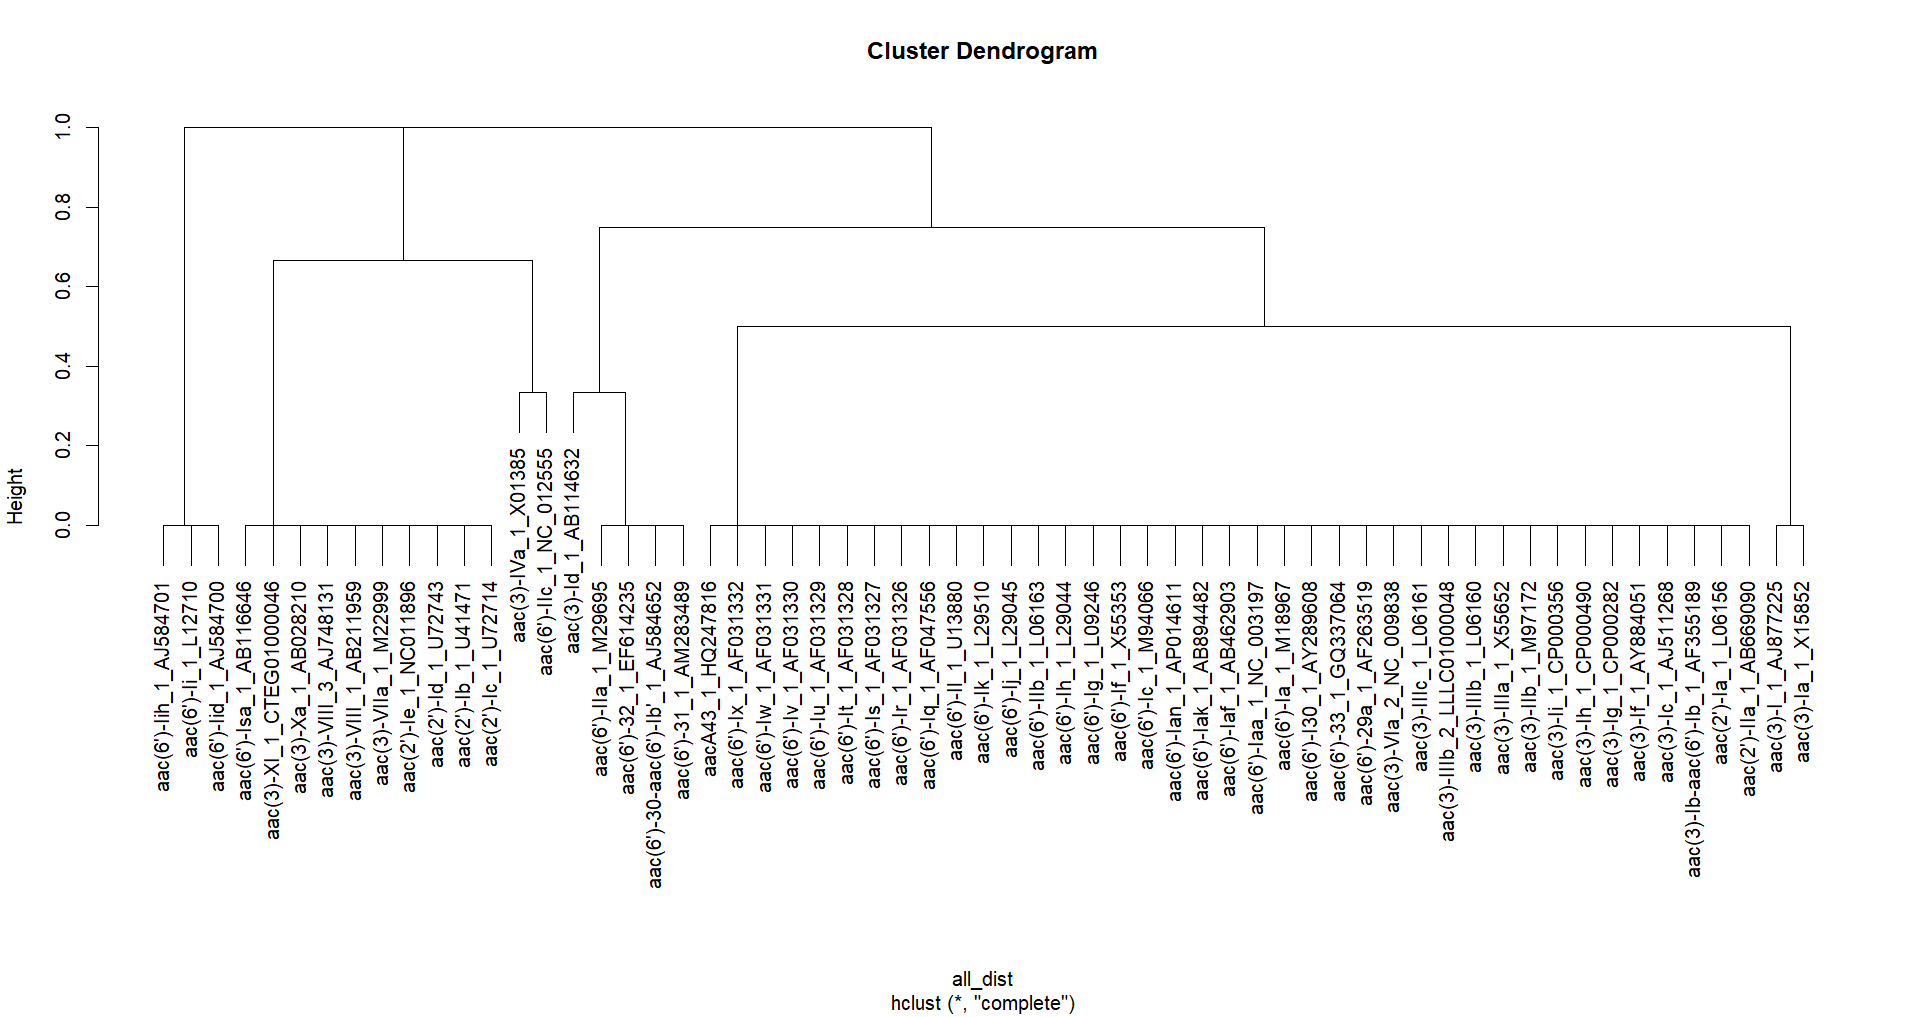 Cluster Dendrogram
Height
1.0
0.8
0.6
0.4
0.2
0.0
aac(6')-Iih_1_AJ584701
aac(6')-Ii_1_L12710
aac(6')-Iid_1_AJ584700
aac(6')-Isa_1_AB116646
aac(3)-XI_1_CTEG01000046
aac(3)-Xa_1_AB028210
aac(3)-VIII_3_AJ748131
aac(3)-VIII_1_AB211959
aac(3)-VIIa_1_M22999
aac(2')-Ie_1_NC011896
aac(2')-Id_1_U72743
aac(2')-Ib_1_U41471
aac(2')-Ic_1_U72714
aac(3)-IVa_1_X01385
aac(6')-IIc_1_NC_012555
aac(3)-Id_1_AB114632
aac(6')-IIa_1_M29695
aac(6')-32_1_EF614235
aac(6')-30-aac(6')-Ib'_1_AJ584652
aac(6')-31_1_AM283489
aacA43_1_HQ247816
aac(6')-Ix_1_AF031332
aac(6')-Iw_1_AF031331
aac(6')-Iv_1_AF031330
aac(6')-Iu_1_AF031329
aac(6')-It_1_AF031328
aac(6')-Is_1_AF031327
aac(6')-Ir_1_AF031326
aac(6')-Iq_1_AF047556
aac(6')-Il_1_U13880
aac(6')-Ik_1_L29510
aac(6')-Ij_1_L29045
aac(6')-IIb_1_L06163
aac(6')-Ih_1_L29044
aac(6')-Ig_1_L09246
aac(6')-If_1_X55353
aac(6')-Ic_1_M94066
aac(6')-Ian_1_AP014611
aac(6')-Iak_1_AB894482
aac(6')-Iaf_1_AB462903
aac(6')-Iaa_1_NC_003197
aac(6')-Ia_1_M18967
aac(6')-I30_1_AY289608
aac(6')-33_1_GQ337064
aac(6')-29a_1_AF263519
aac(3)-VIa_2_NC_009838
aac(3)-IIIc_1_L06161
aac(3)-IIIb_2_LLLC01000048
aac(3)-IIIb_1_L06160
aac(3)-IIIa_1_X55652
aac(3)-IIb_1_M97172
aac(3)-Ii_1_CP000356
aac(3)-Ih_1_CP000490
aac(3)-Ig_1_CP000282
aac(3)-If_1_AY884051
aac(3)-Ic_1_AJ511268
aac(3)-Ib-aac(6')-Ib_1_AF355189
aac(2')-Ia_1_L06156
aac(2')-IIa_1_AB669090
aac(3)-I_1_AJ877225
aac(3)-Ia_1_X15852
all_dist
hclust (*, "complete")